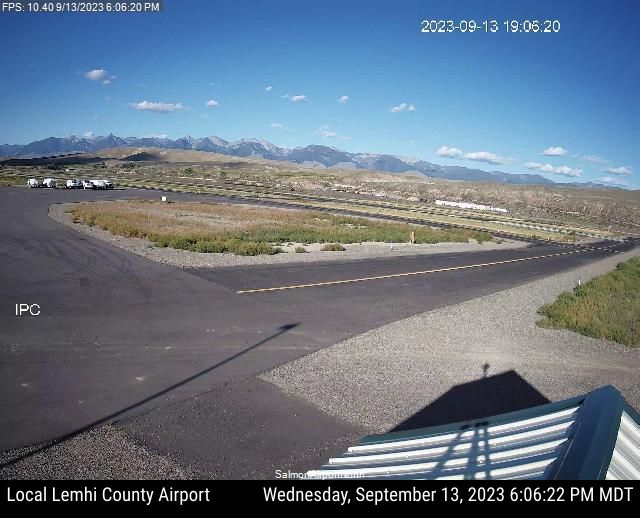 FPS: 10.40 9/13/2023 6:06:20 PM
2023-09-13 19:06:20
IPC
Local Lemhi County Airport
Wednesday, September 13, 2023 6:06:22 PM MDT